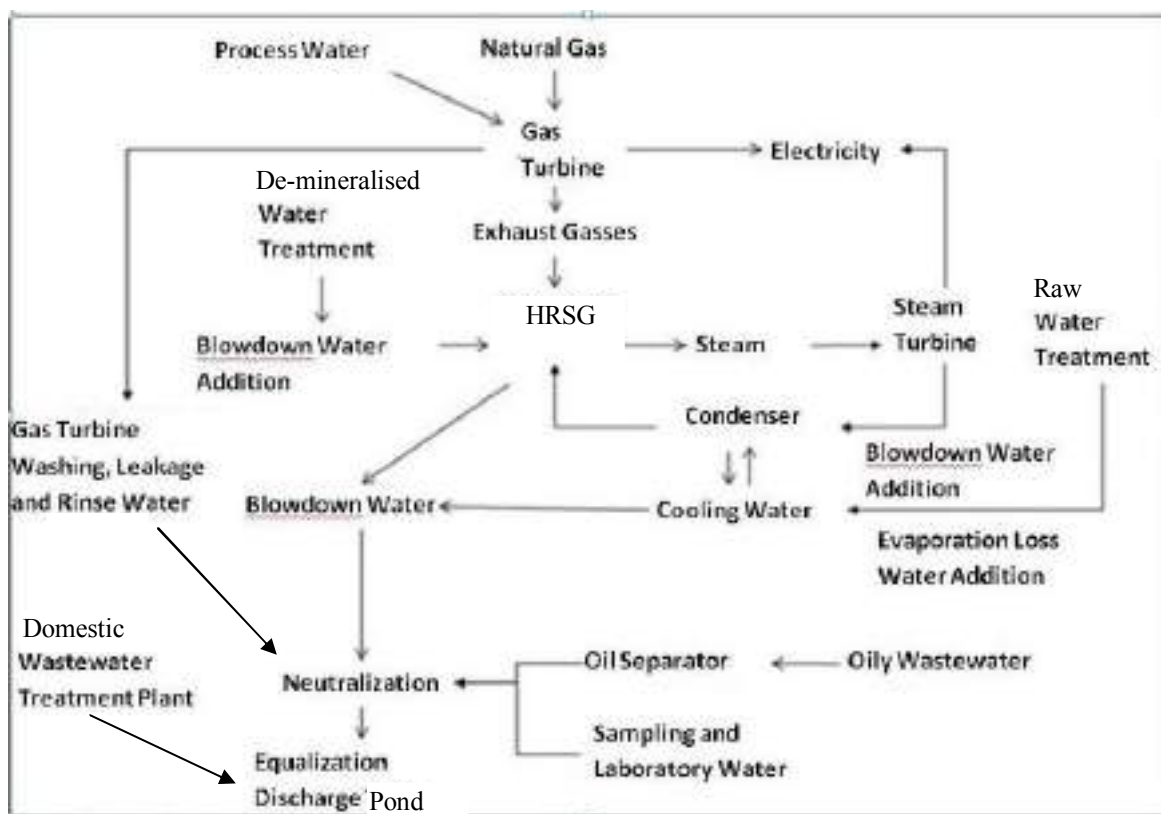 Process Water
Natural Gas
Gas
Turbine
Electricity
De-mineralised
Water
Treatment
Exhaust Gasses
HRSG
Steam
Steam
Turbine
Raw
Water
Treatment
Blowdown Water
Addition
Condenser
Gas Turbine
Washing, Leakage
and Rinse Water
Blowdown Water
Addition
Blowdown Water
Cooling Water
Evaporation Loss
Water Addition
Domestic
Wastewater
Treatment Plant
Neutralization
Oil Separator
Oily Wastewater
Sampling and
Laboratory Water
Equalization
Discharge Pond